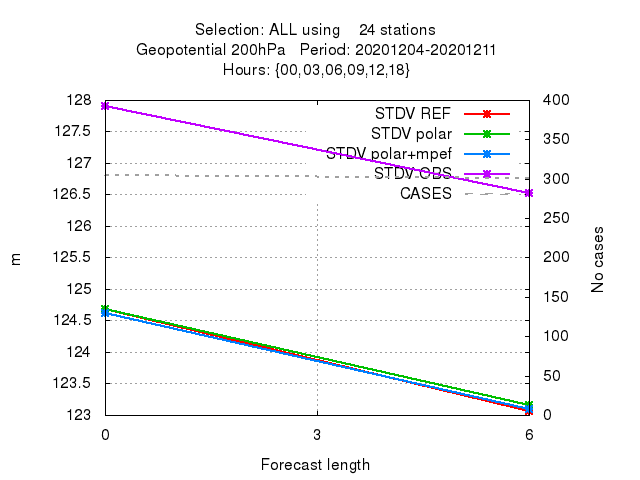 Selection: ALL using    24 stations
Geopotential 200hPa   Period: 20201204-20201211
Hours: {00,03,06,09,12,18}
128
127.5
127
126.5
126
125.5
125
124.5
124
123.5
123
400
350
300
250
200
150
100
50
0
STDV REF
STDV polar
STDV polar+mpef
STDV OBS
CASES
m
No cases
0
3
6
Forecast length